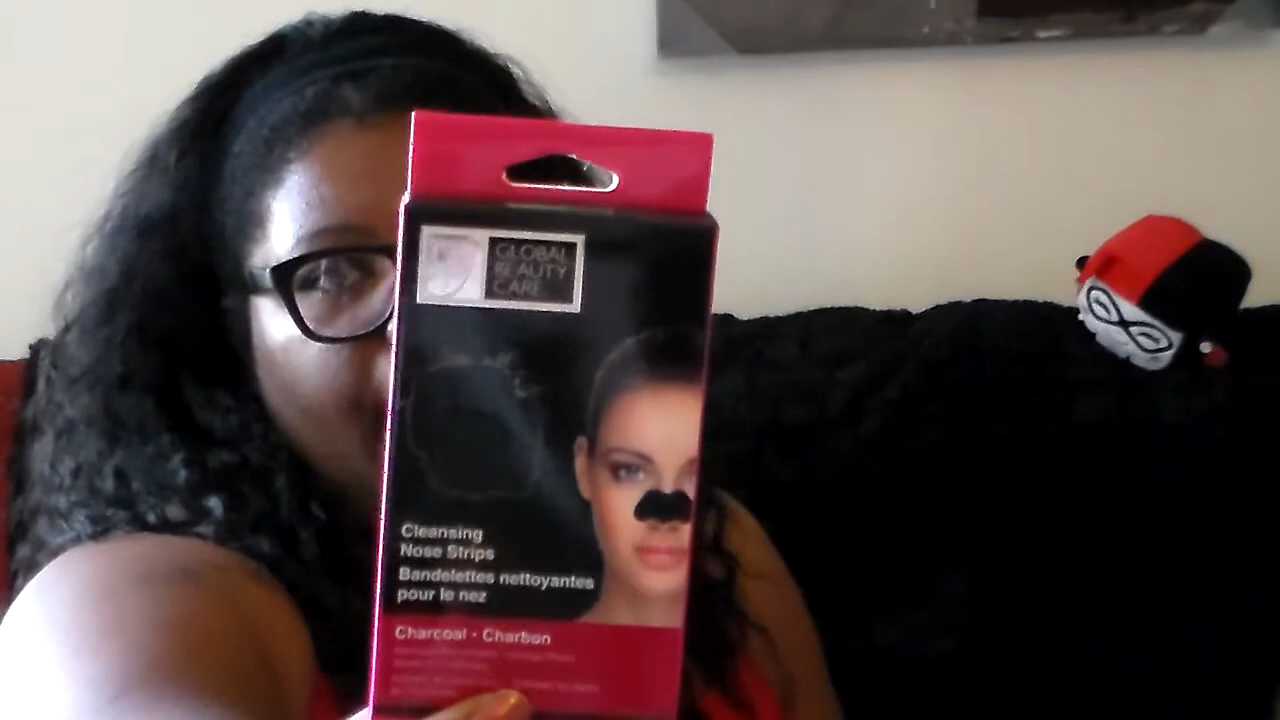 GLOBAL
BEAUTY
CARE
Cleansing
Nose Strips
Bandelettes nettoyantes
pour le nez
Charcoal · Charbon